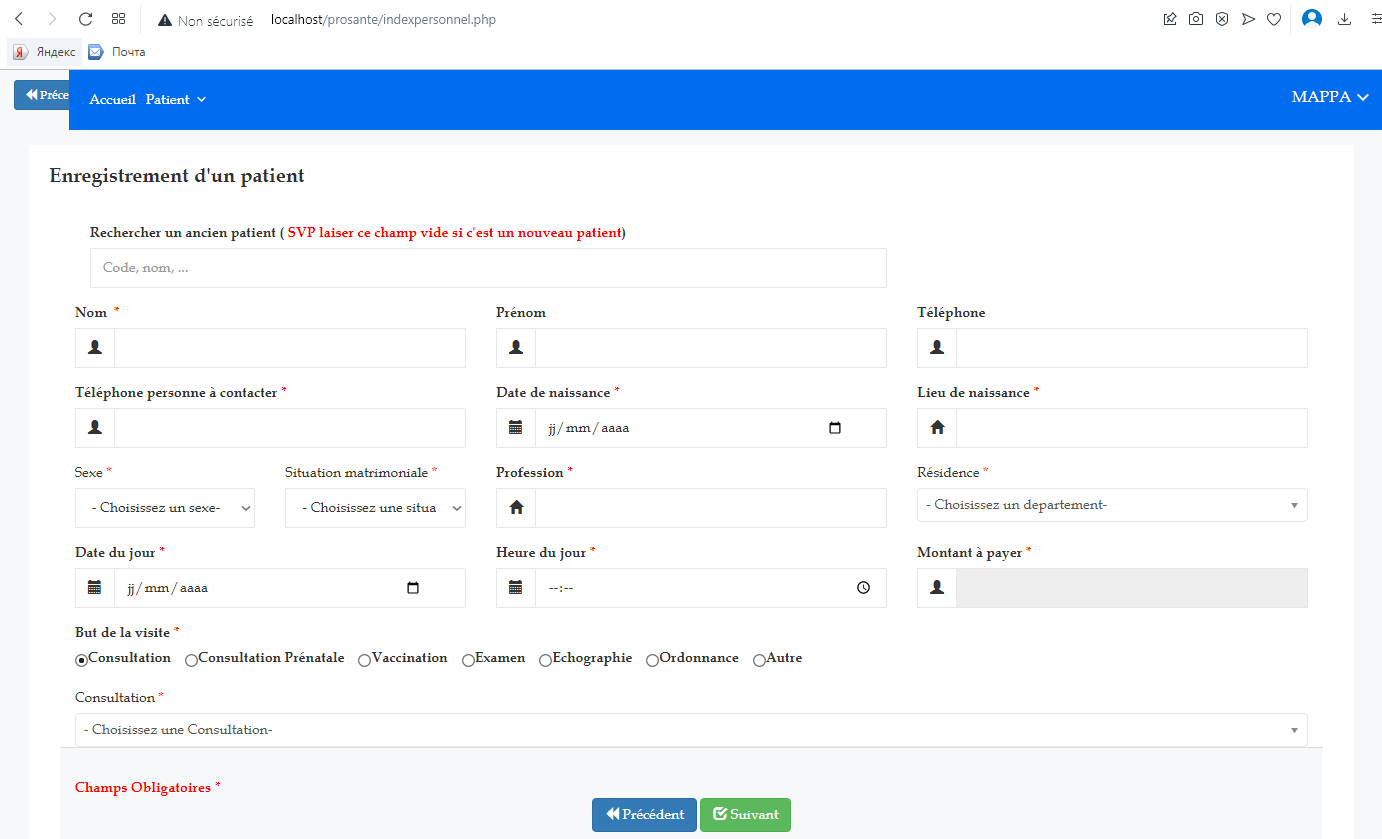 Non sécurisé localhost/prosante/indexpersonnel.php
Яндекс Почта
Préce Accueil Patient MAPPA
Enregistrement d'un patient
Rechercher un ancien patient ( SVP laiser ce champ vide si c'est un nouveau patient)
Code, nom, ...
Nom * Prénom Téléphone
Téléphone personne à contacter * Date de naissance * Lieu de naissance *
jj/mm/aaaa
Sexe * Situation matrimoniale * Profession * Résidence *
- Choisissez un sexe- - Choisissez une situa - Choisissez un departement-
Date du jour * Heure du jour * Montant à payer *
jj/mm/aaaa --:--
But de la visite *
Consultation Consultation Prénatale Vaccination Examen Echographie Ordonnance Autre
Consultation *
- Choisissez une Consultation-
Champs Obligatoires *
Précédent Suivant